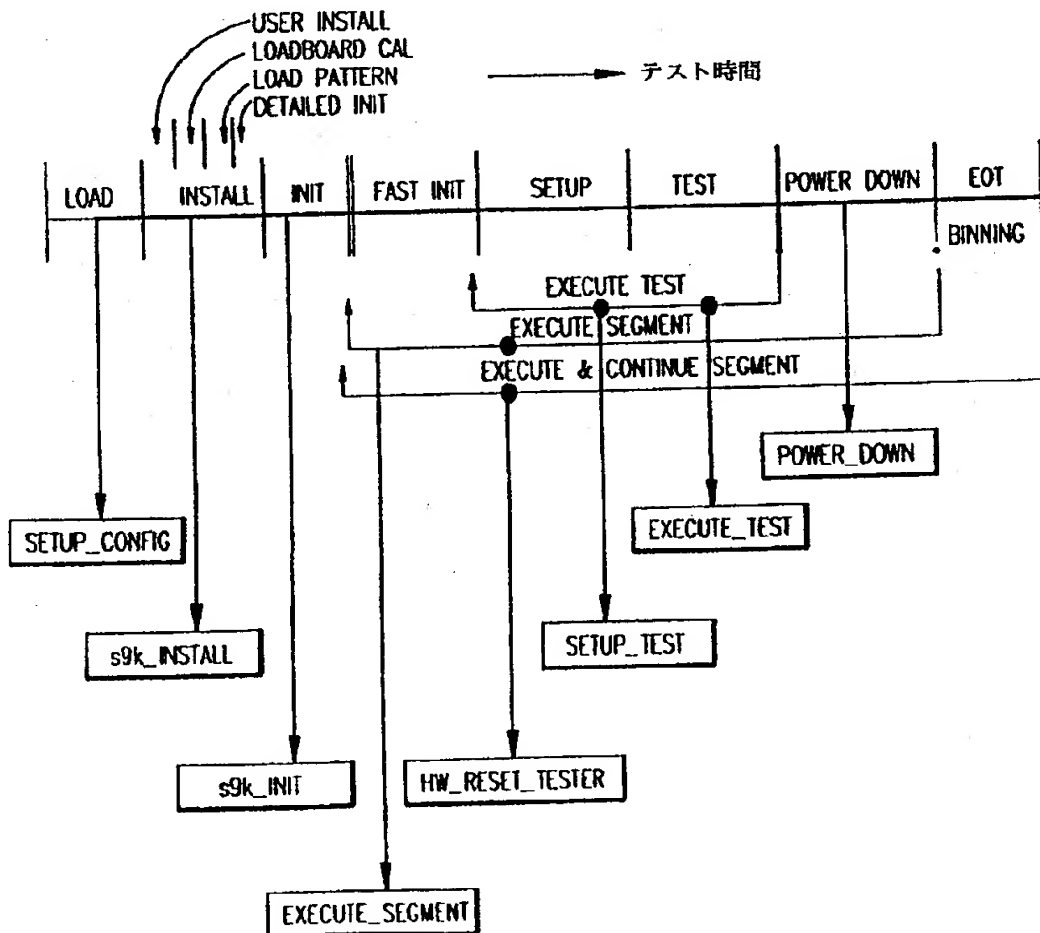 USER INSTALL
LOADBOARD CAL
LOAD PATTERN
DETAILED INIT
テスト時間
LOAD
INSTALL
INIT
FAST INIT
SETUP
TEST
POWER DOWN
EOT
BINNING
EXECUTE TEST
EXECUTE SEGMENT
EXECUTE & CONTINUE SEGMENT
POWER_DOWN
EXECUTE_TEST
SETUP_CONFIG
SETUP_TEST
s9k_INSTALL
s9k_INIT
HW_RESET_TESTER
EXECUTE_SEGMENT